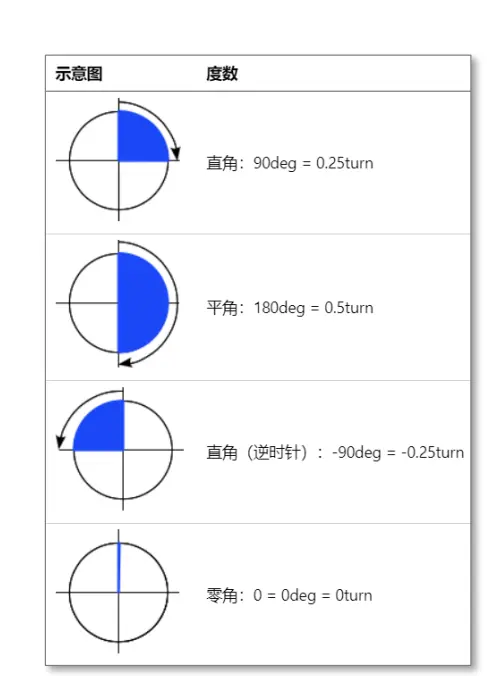 示意图 度数
直角：90deg = 0.25turn
平角：180deg = 0.5turn
直角（逆时针）：-90deg = -0.25turn
零角：0 = 0deg = 0turn